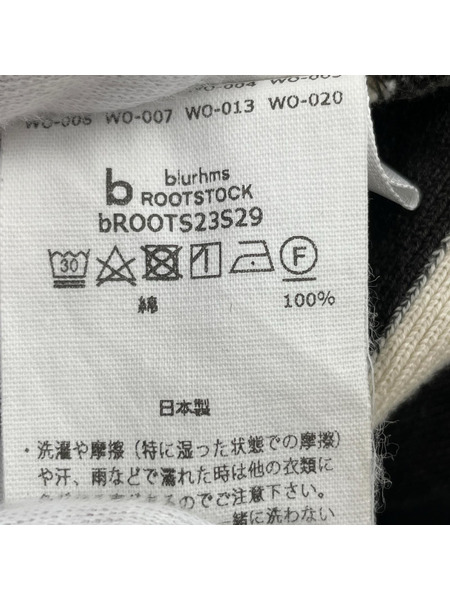 WO-006 WO-007 WO-013 WO-020
b blurhms
ROOTSTOCK
bROOTS23S29
30 F
綿 100%
日本製
・洗濯や摩擦（特に湿った状態での摩擦）
や汗、雨などで濡れた時は他の衣類に
のでご注意下さい。
一緒に洗わない